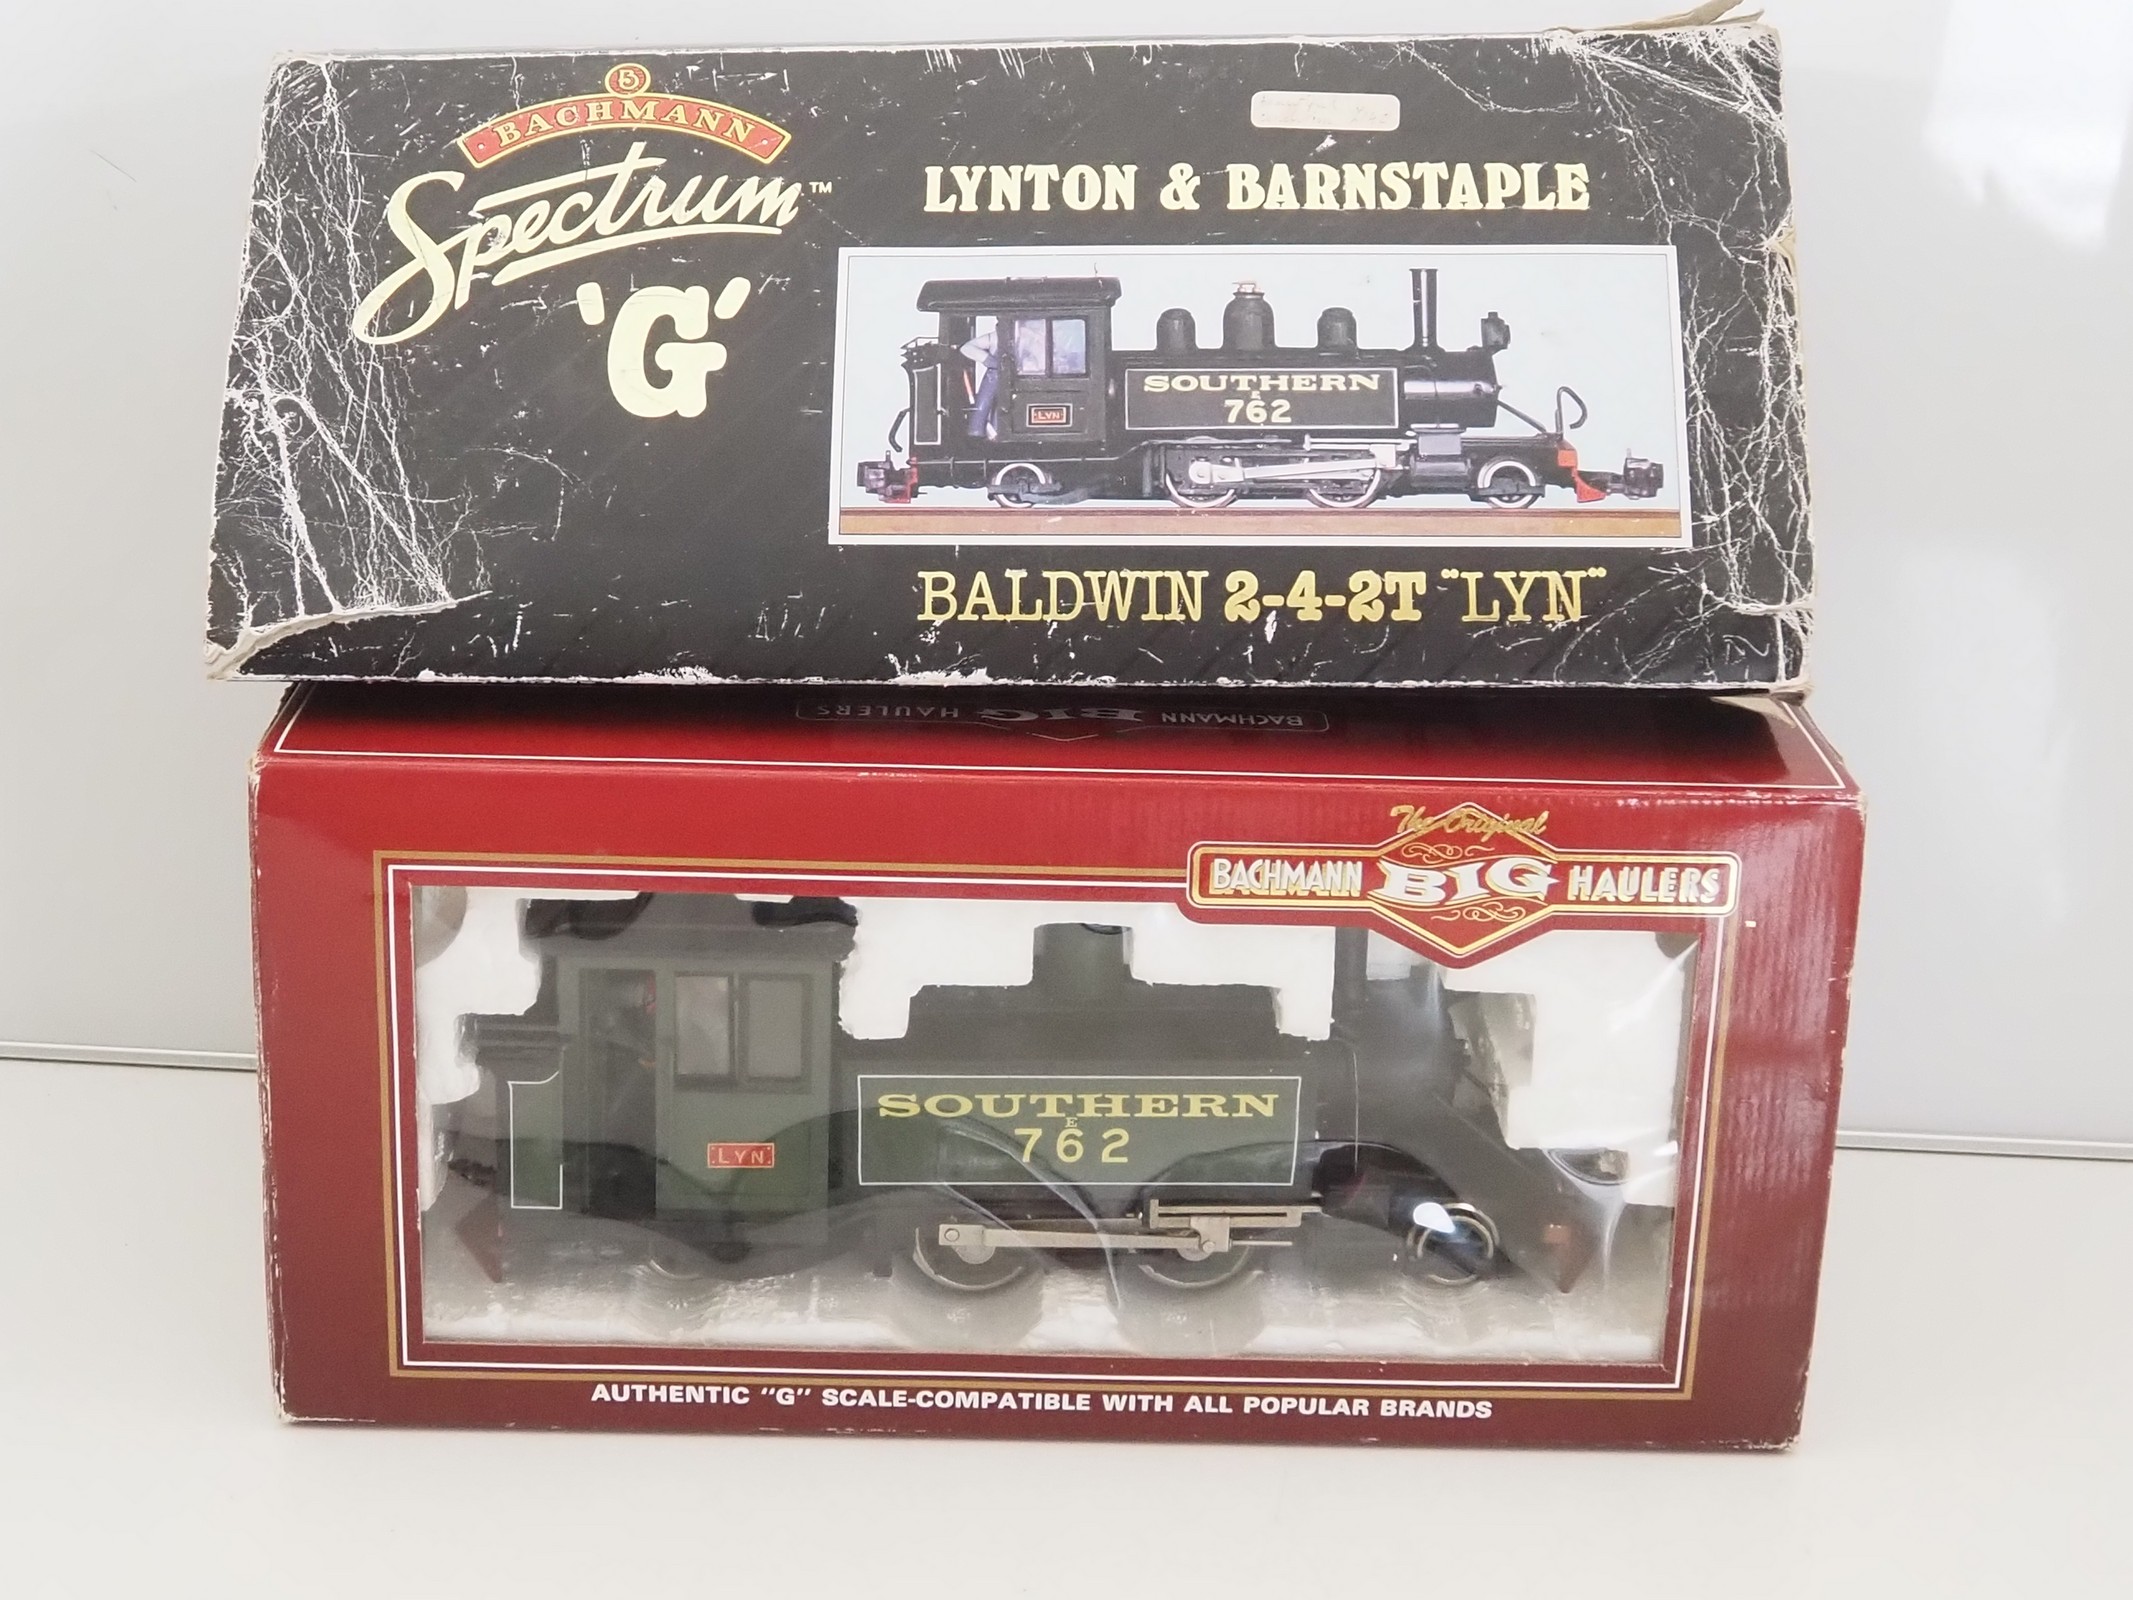 BACHMANN
Spectrum™
'G'
LYNTON & BARNSTAPLE
SOUTHERN
E
762
LYN
BALDWIN 2-4-2T "LYN"
BACHMANN BIG HAULERS
The Original
BACHMANN BIG HAULERS
SOUTHERN
E
762
LYN
AUTHENTIC "G" SCALE-COMPATIBLE WITH ALL POPULAR BRANDS